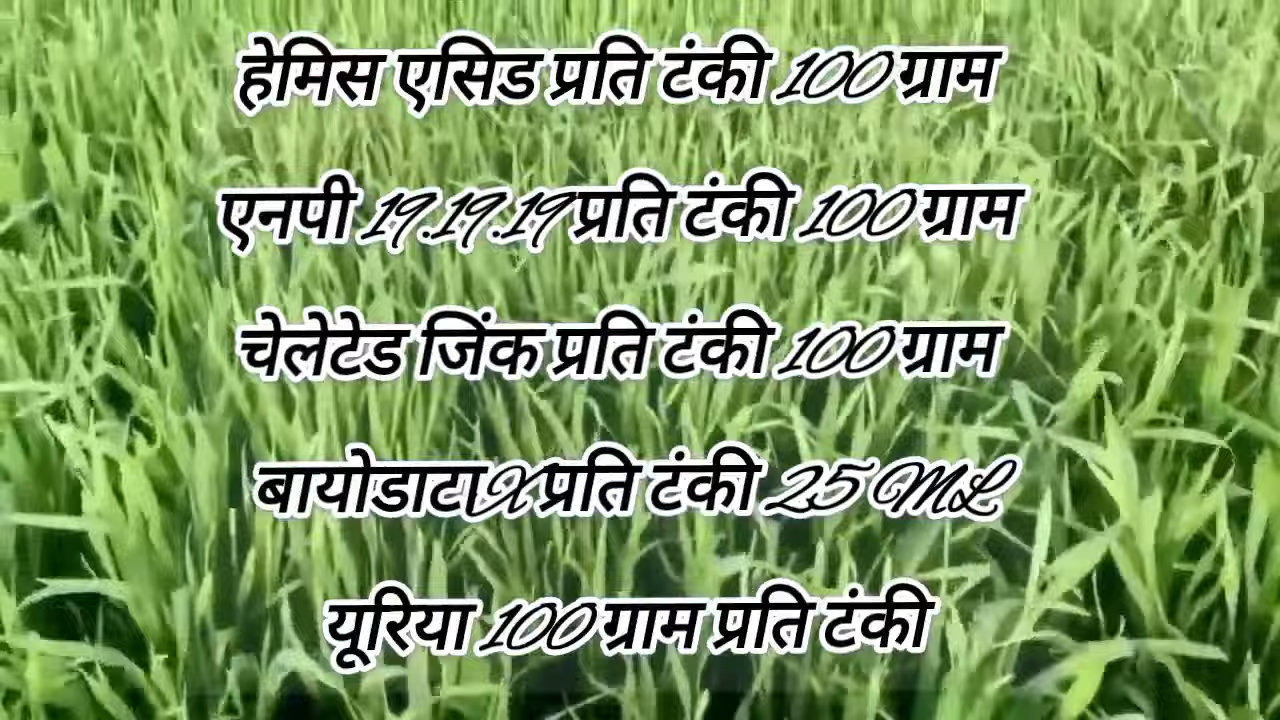 हेमिस एसिड प्रति टंकी 100 ग्राम
एनपी 19.19.19 प्रति टंकी 100 ग्राम
चेलेटेड जिंक प्रति टंकी 100 ग्राम
बायोडाटा X प्रति टंकी 25 ML
यूरिया 100 ग्राम प्रति टंकी